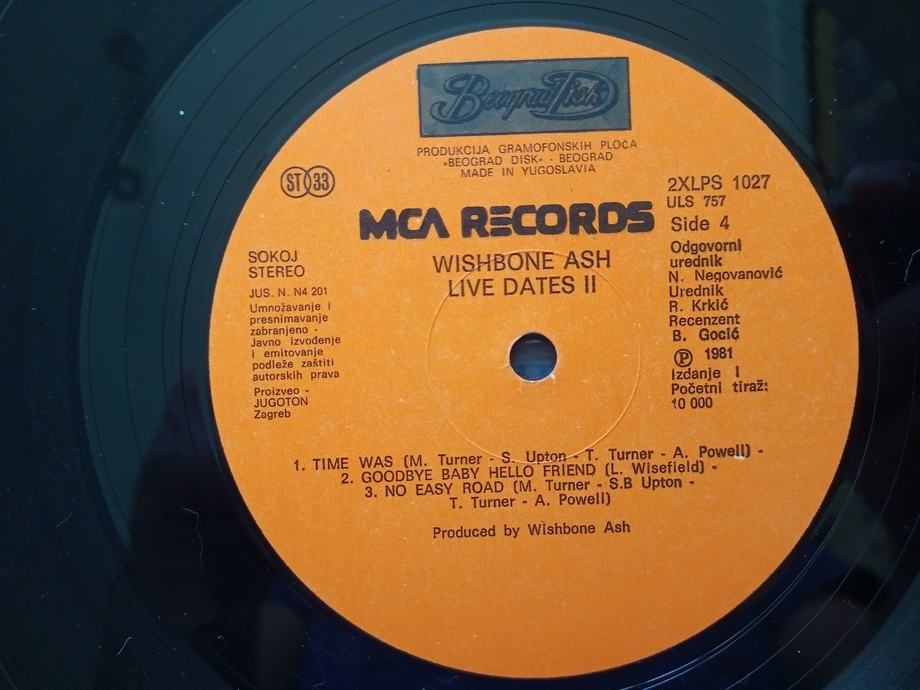 Beograd Disk
PRODUKCIJA GRAMOFONSKIH PLOČA
»BEOGRAD DISK« - BEOGRAD
MADE IN YUGOSLAVIA
ST 33
MCA RECORDS
2XLPS 1027
ULS 757
Side 4
WISHBONE ASH
LIVE DATES II
SOKOJ
STEREO
JUS. N. N4 201
Umnožavanje i
presnimavanje
zabranjeno -
Javno izvođenje
i emitovanje
podleže zaštiti
autorskih prava
Proizveo -
JUGOTON
Zagreb
Odgovorni
urednik
N. Negovanović
Urednik
R. Krkić
Recenzent
B. Gocić
Ⓟ 1981
Izdanje I
Početni tiraž:
10 000
1. TIME WAS (M. Turner - S. Upton - T. Turner - A. Powell) -
2. GOODBYE BABY HELLO FRIEND (L. Wisefield) -
3. NO EASY ROAD (M. Turner - S.B Upton -
T. Turner - A. Powell)
Produced by Wishbone Ash